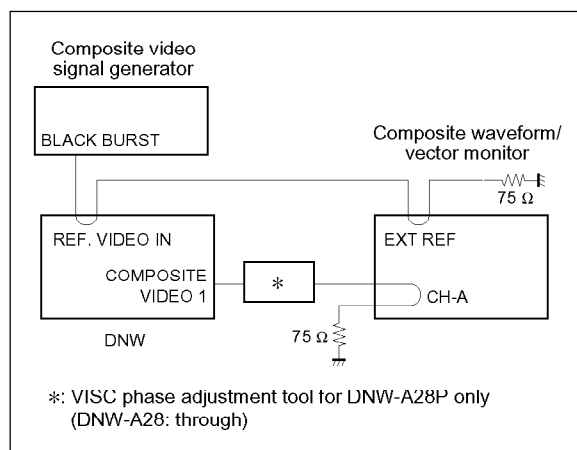 Composite video
signal generator
BLACK BURST
Composite waveform/
vector monitor
75 Ω
REF. VIDEO IN
EXT REF
COMPOSITE
VIDEO 1
*
CH-A
DNW
75 Ω
*: VISC phase adjustment tool for DNW-A28P only
(DNW-A28: through)